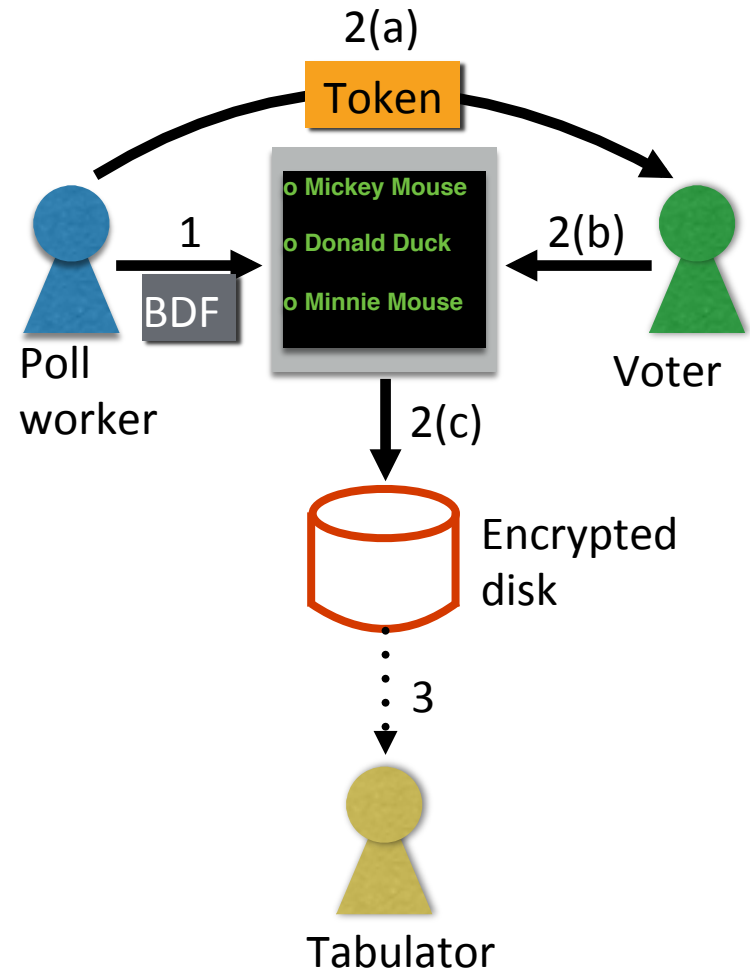 2(a)
Token
o Mickey Mouse
1
o Donald Duck
2(b)
BDF
o Minnie Mouse
Poll
worker
Voter
2(c)
Encrypted
disk
3
Tabulator